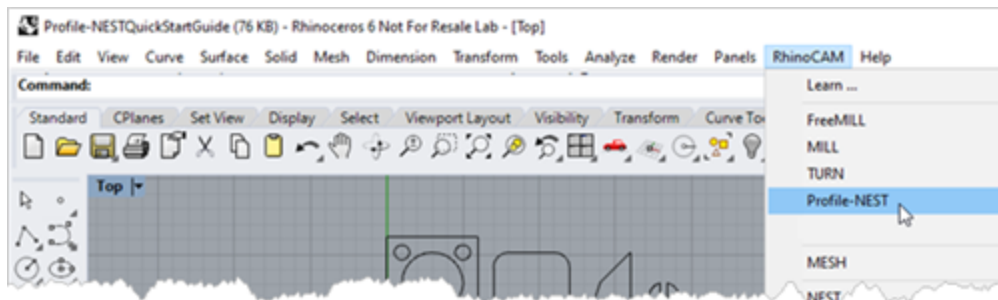 Profile-NESTQuickStartGuide (76 KB) - Rhinoceros 6 Not For Resale Lab - [Top]
File Edit View Curve Surface Solid Mesh Dimension Transform Tools Analyze Render Panels RhinoCAM Help
Command:
Standard CPlanes Set View Display Select Viewport Layout Visibility Transform Curve To
Top
Learn ...
FreeMILL
MILL
TURN
Profile-NEST
MESH
NEST